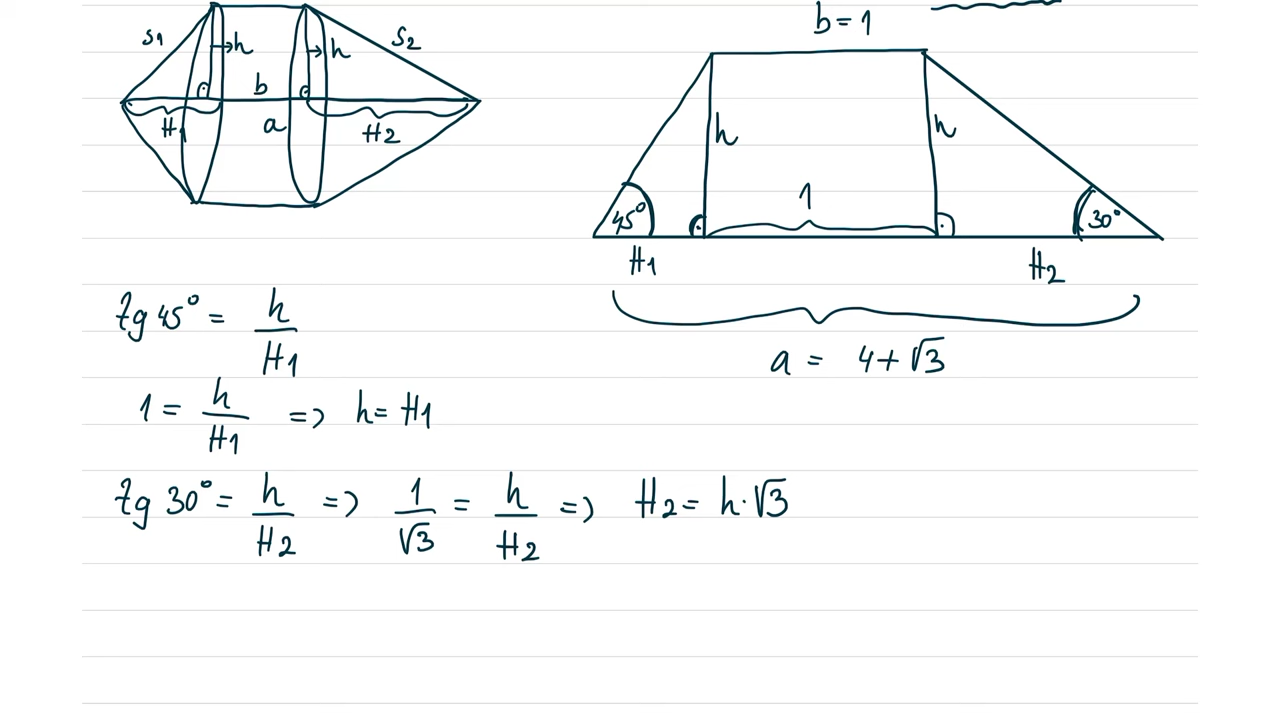 S1 h h S2
b
H1 a H2
b = 1
h h
1
45° 30°
H1 H2
a = 4+√3
tg 45° = h/H1
1 = h/H1 => h = H1
tg 30° = h/H2 => 1/√3 = h/H2 => H2 = h·√3